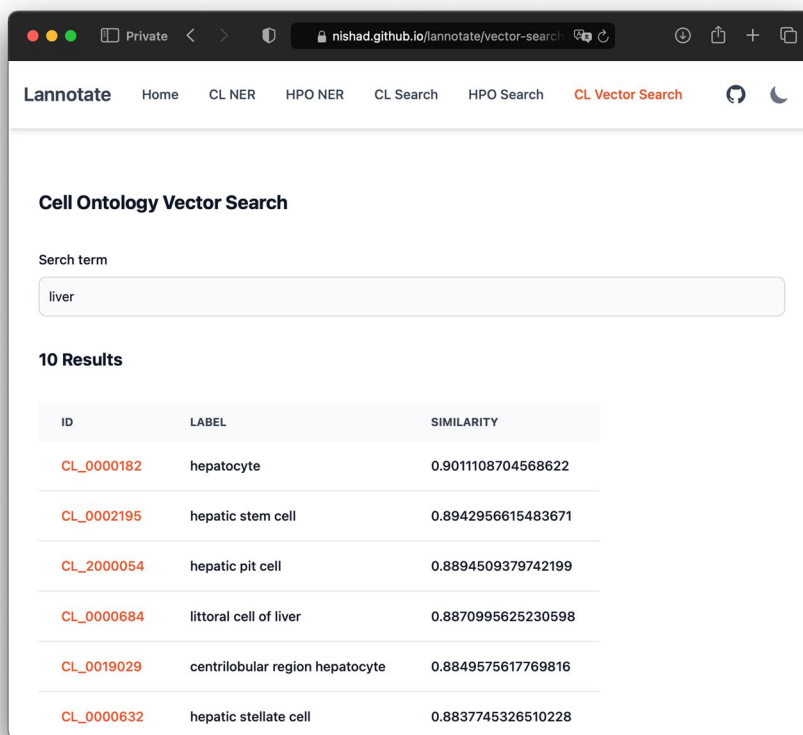 Private nishad.github.io/lannotate/vector-search
Lannotate Home CL NER HPO NER CL Search HPO Search CL Vector Search
Cell Ontology Vector Search
Serch term
liver
10 Results
ID LABEL SIMILARITY
CL_0000182 hepatocyte 0.9011108704568622
CL_0002195 hepatic stem cell 0.8942956615483671
CL_2000054 hepatic pit cell 0.8894509379742199
CL_0000684 littoral cell of liver 0.8870995625230598
CL_0019029 centrilobular region hepatocyte 0.8849575617769816
CL_0000632 hepatic stellate cell 0.8837745326510228